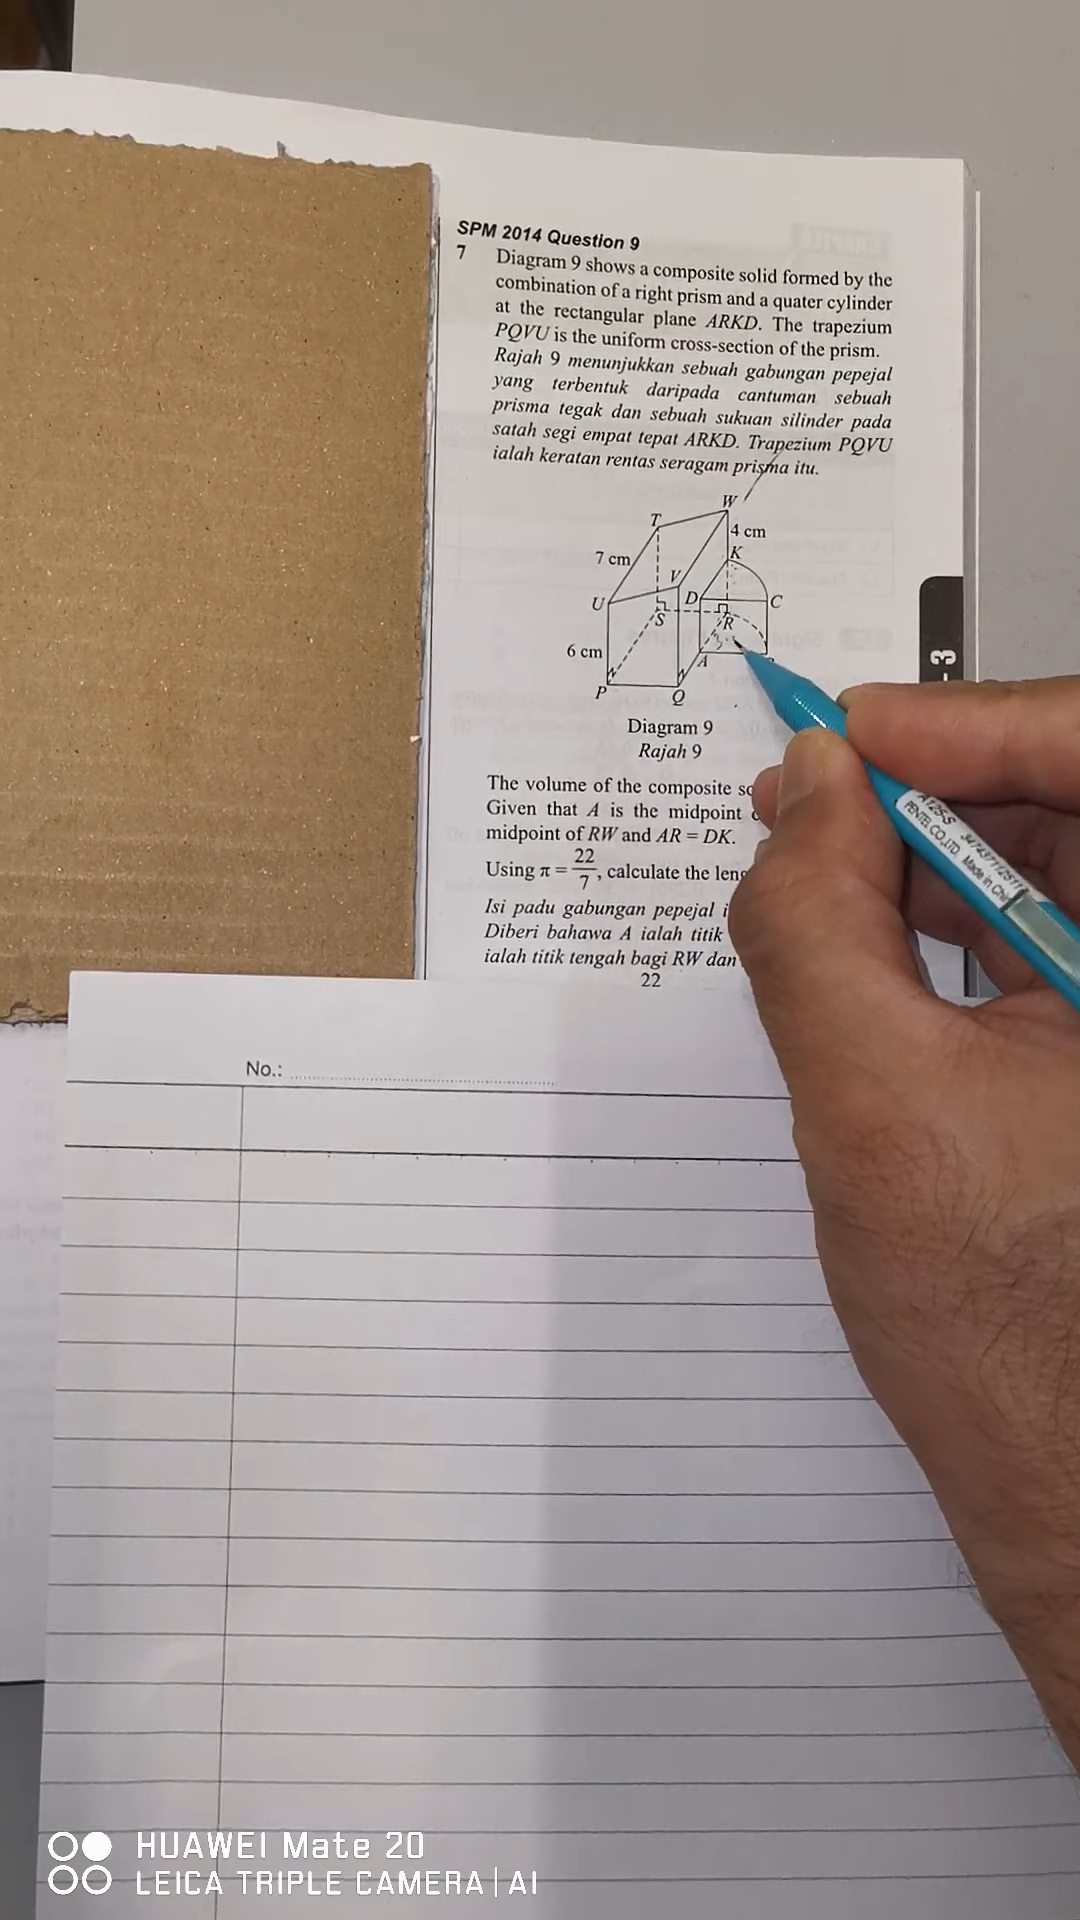 SPM 2014 Question 9
7 Diagram 9 shows a composite solid formed by the
combination of a right prism and a quater cylinder
at the rectangular plane ARKD. The trapezium
PQVU is the uniform cross-section of the prism.
Rajah 9 menunjukkan sebuah gabungan pepejal
yang terbentuk daripada cantuman sebuah
prisma tegak dan sebuah sukuan silinder pada
satah segi empat tepat ARKD. Trapezium PQVU
ialah keratan rentas seragam prisma itu.
W
T
4 cm
K
7 cm
V
U
D
C
S
R
3
6 cm
A
P
Q
Diagram 9
Rajah 9
The volume of the composite
Given that A is the midpoint
midpoint of RW and AR = DK.
Using π = 22/7, calculate the
Isi padu gabungan pepejal
Diberi bahawa A ialah titik
ialah titik tengah bagi RW dan
22
3
No.:
A125-S
PENTEL CO.,LTD. Made in
HUAWEI Mate 20
LEICA TRIPLE CAMERA | AI